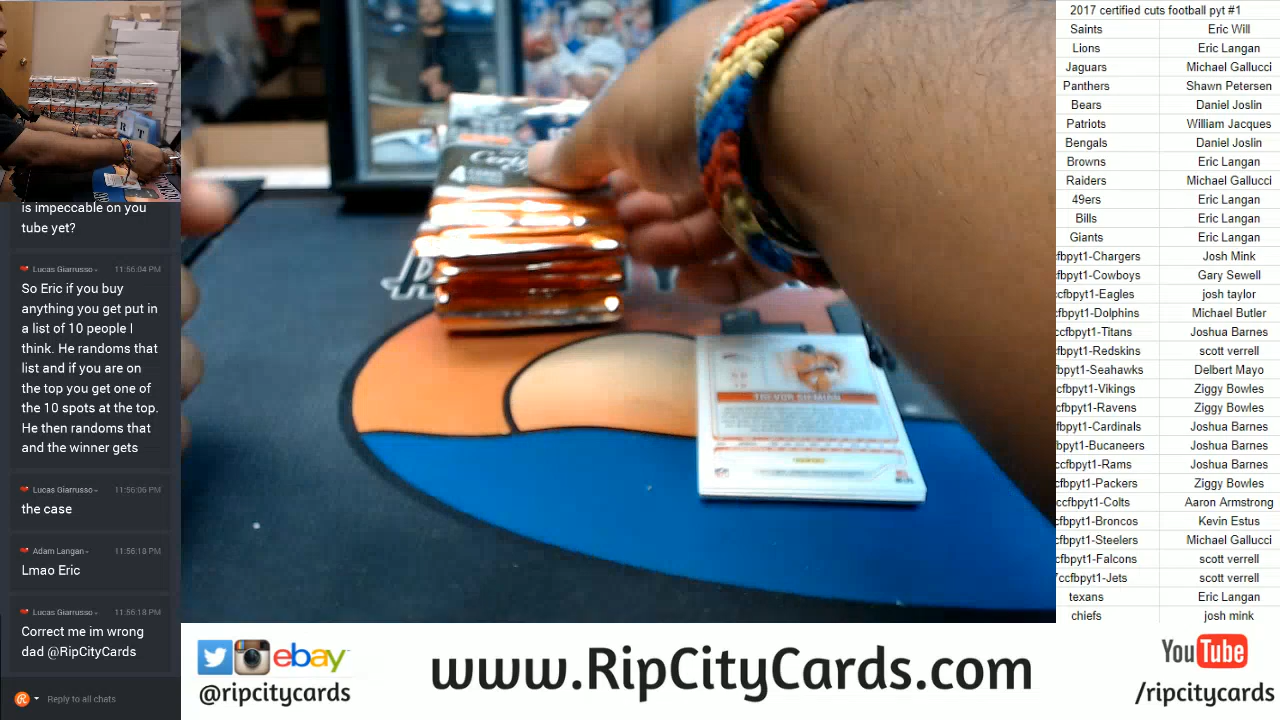 is impeccable on you
tube yet?
Lucas Giarrusso 11:56:04 PM
So Eric if you buy
anything you get put in
a list of 10 people I
think. He randoms that
list and if you are on
the top you get one of
the 10 spots at the top.
He then randoms that
and the winner gets
Lucas Giarrusso 11:56:06 PM
the case
Adam Langan 11:56:18 PM
Lmao Eric
Lucas Giarrusso 11:56:18 PM
Correct me im wrong
dad @RipCityCards
Reply to all chats
4
TREVOR SIEMIAN
2017 certified cuts football pyt #1
Saints Eric Will
Lions Eric Langan
Jaguars Michael Gallucci
Panthers Shawn Petersen
Bears Daniel Joslin
Patriots William Jacques
Bengals Daniel Joslin
Browns Eric Langan
Raiders Michael Gallucci
49ers Eric Langan
Bills Eric Langan
Giants Eric Langan
cfbpyt1-Chargers Josh Mink
cfbpyt1-Cowboys Gary Sewell
ccfbpyt1-Eagles josh taylor
cfbpyt1-Dolphins Michael Butler
ccfbpyt1-Titans Joshua Barnes
cfbpyt1-Redskins scott verrell
fbpyt1-Seahawks Delbert Mayo
cfbpyt1-Vikings Ziggy Bowles
cfbpyt1-Ravens Ziggy Bowles
fbpyt1-Cardinals Joshua Barnes
bpyt1-Bucaneers Joshua Barnes
ccfbpyt1-Rams Joshua Barnes
cfbpyt1-Packers Ziggy Bowles
ccfbpyt1-Colts Aaron Armstrong
cfbpyt1-Broncos Kevin Estus
cfbpyt1-Steelers Michael Gallucci
cfbpyt1-Falcons scott verrell
ccfbpyt1-Jets scott verrell
texans Eric Langan
chiefs josh mink
ebay
@ripcitycards
www.RipCityCards.com
YouTube
/ripcitycards